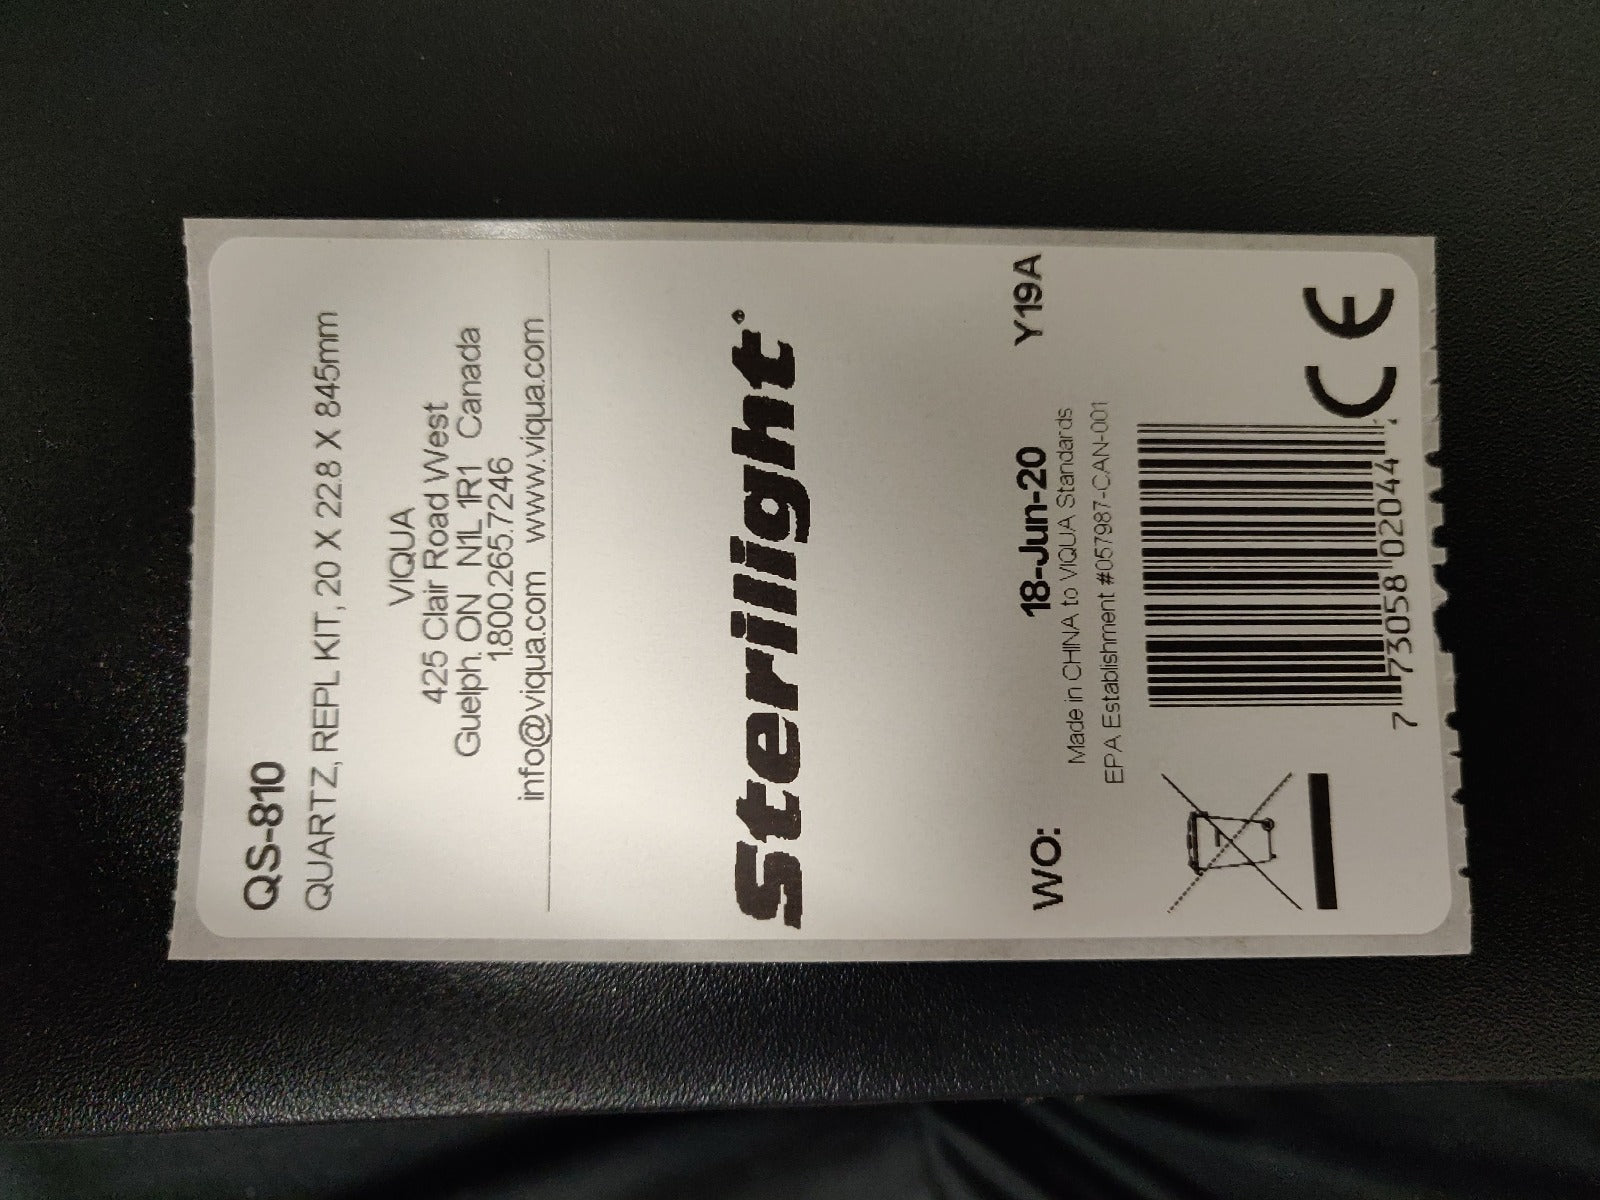 QS-810
QUARTZ, REPL KIT, 20 X 22.8 X 845mm
VIQUA
425 Clair Road West
Guelph. ON N1L 1R1 Canada
1.800.265.7246
info@viqua.com www.viqua.com
Sterilight®
WO: 18-Jun-20 Y19A
Made in CHINA to VIQUA Standards
EPA Establishment #057987-CAN-001
7 73058 02044
CE